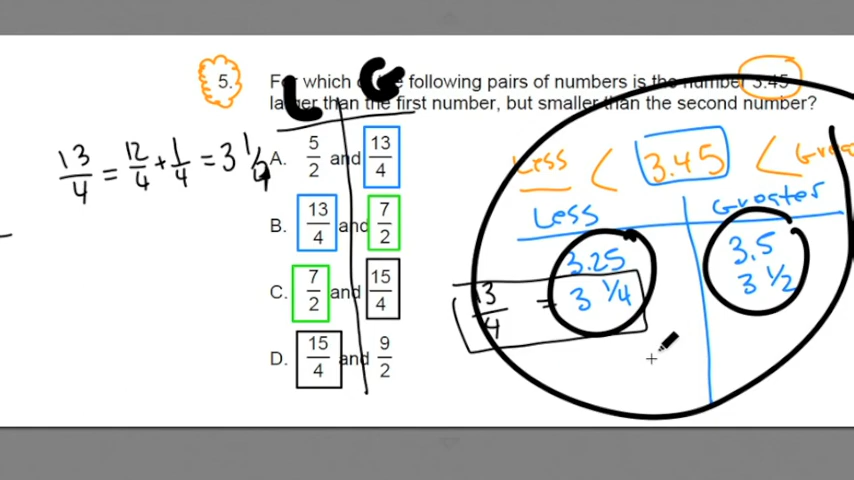 5. For which of the following pairs of numbers is the number 3.45
larger than the first number, but smaller than the second number?
L G
A. 5/2 and 13/4
B. 13/4 and 7/2
C. 7/2 and 15/4
D. 15/4 and 9/2
13/4 = 12/4 + 1/4 = 3 1/4
Less < 3.45 < Great
Less Greater
3.25 3.5
13/4 = 3 1/4 3 1/2